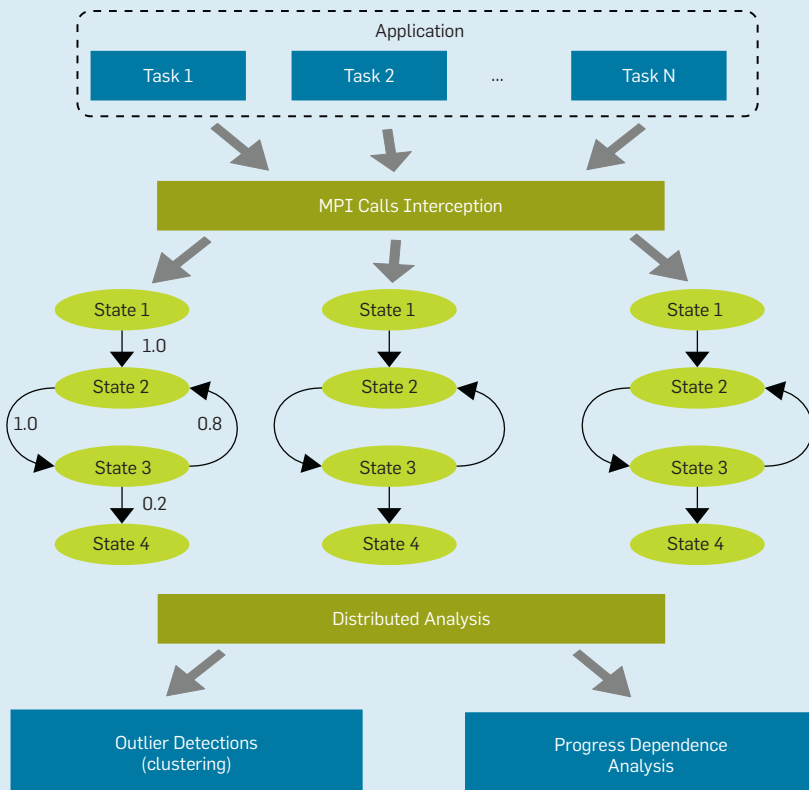 Application
Task 1
Task 2
...
Task N
MPI Calls Interception
State 1
State 1
State 1
1.0
State 2
State 2
State 2
1.0
0.8
State 3
State 3
State 3
0.2
State 4
State 4
State 4
Distributed Analysis
Outlier Detections
(clustering)
Progress Dependence
Analysis